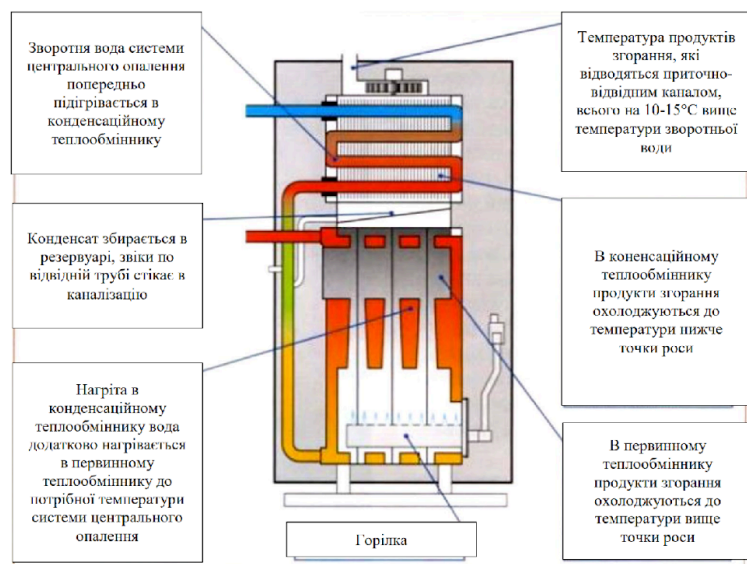 Зворотня вода системи
центрального опалення
попередньо
підігрівається в
конденсаційному
теплообміннику
Конденсат збирається в
резервуарі, звіки по
відвідній трубі стікає в
каналізацію
Нагріта в
конденсаційному
теплообміннику вода
додатково нагрівається
в первинному
теплообміннику до
потрібної температури
системи центрального
опалення
Температура продуктів
згорання, які
відводяться приточно-
відвідним каналом,
всього на 10-15°С вище
температури зворотньої
води
В коненсаційному
теплообміннику
продукти згорання
охолоджуються до
температури нижче
точки роси
В первинному
теплообміннику
продукти згорання
охолоджуються до
температури вище
точки роси
Горілка